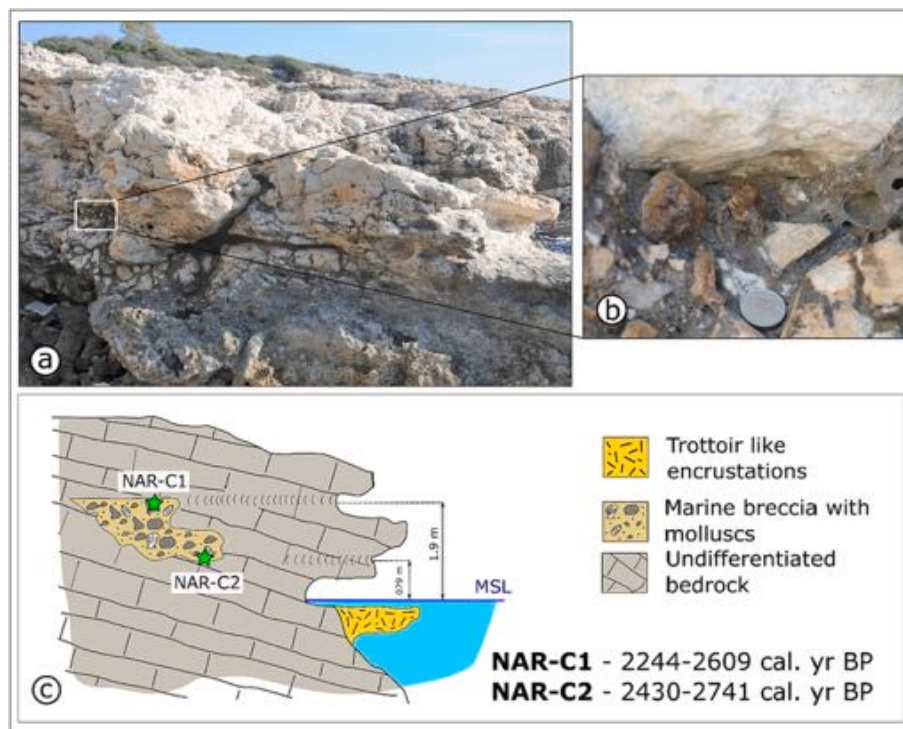 a
b
NAR-C1
NAR-C2
1.9 m
0.79 m
MSL
Trottoir like
encrustations
Marine breccia with
molluscs
Undifferentiated
bedrock
c
NAR-C1 - 2244-2609 cal. yr BP
NAR-C2 - 2430-2741 cal. yr BP